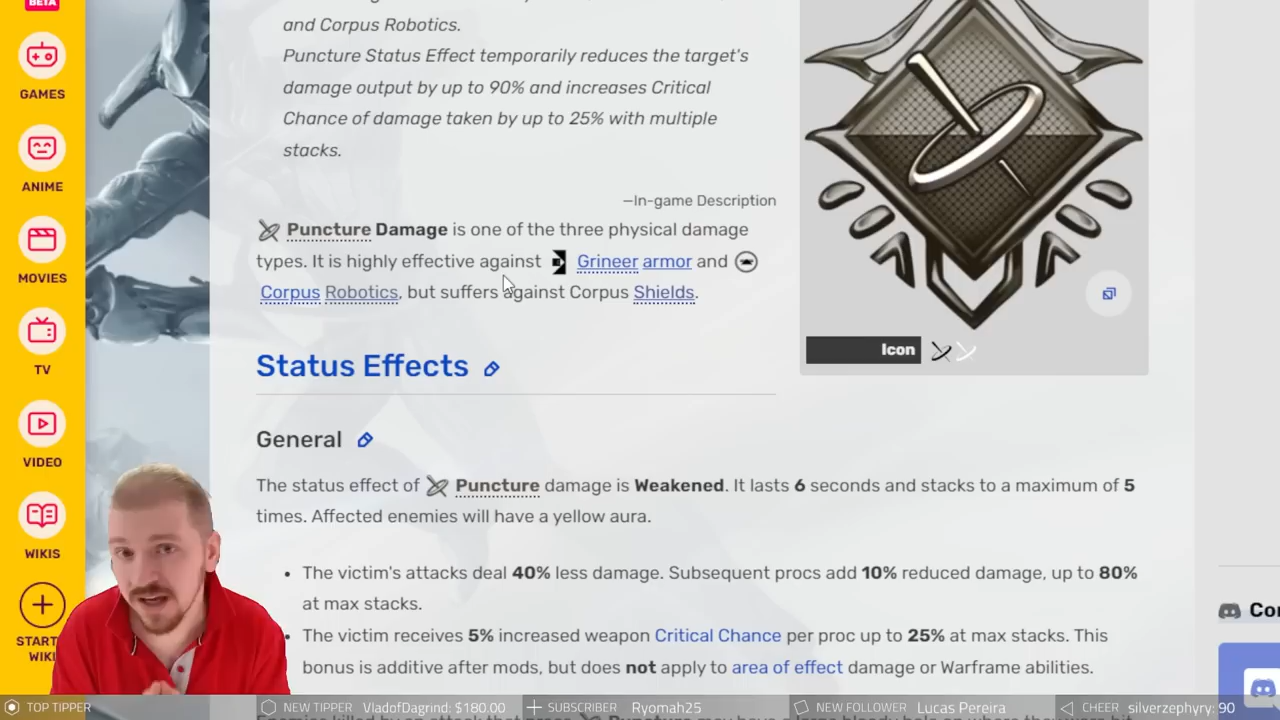 BETA
GAMES
ANIME
MOVIES
TV
VIDEO
WIKIS
START
WIKI
and Corpus Robotics.
Puncture Status Effect temporarily reduces the target's
damage output by up to 90% and increases Critical
Chance of damage taken by up to 25% with multiple
stacks.
—In-game Description
Puncture Damage is one of the three physical damage
types. It is highly effective against Grineer armor and
Corpus Robotics, but suffers against Corpus Shields.
Icon
Status Effects
General
The status effect of Puncture damage is Weakened. It lasts 6 seconds and stacks to a maximum of 5
times. Affected enemies will have a yellow aura.
• The victim's attacks deal 40% less damage. Subsequent procs add 10% reduced damage, up to 80%
at max stacks.
• The victim receives 5% increased weapon Critical Chance per proc up to 25% at max stacks. This
bonus is additive after mods, but does not apply to area of effect damage or Warframe abilities.
TOP TIPPER NEW TIPPER VladofDagrind: $180.00 SUBSCRIBER Ryomah25 NEW FOLLOWER Lucas Pereira CHEER silverzephyry: 90